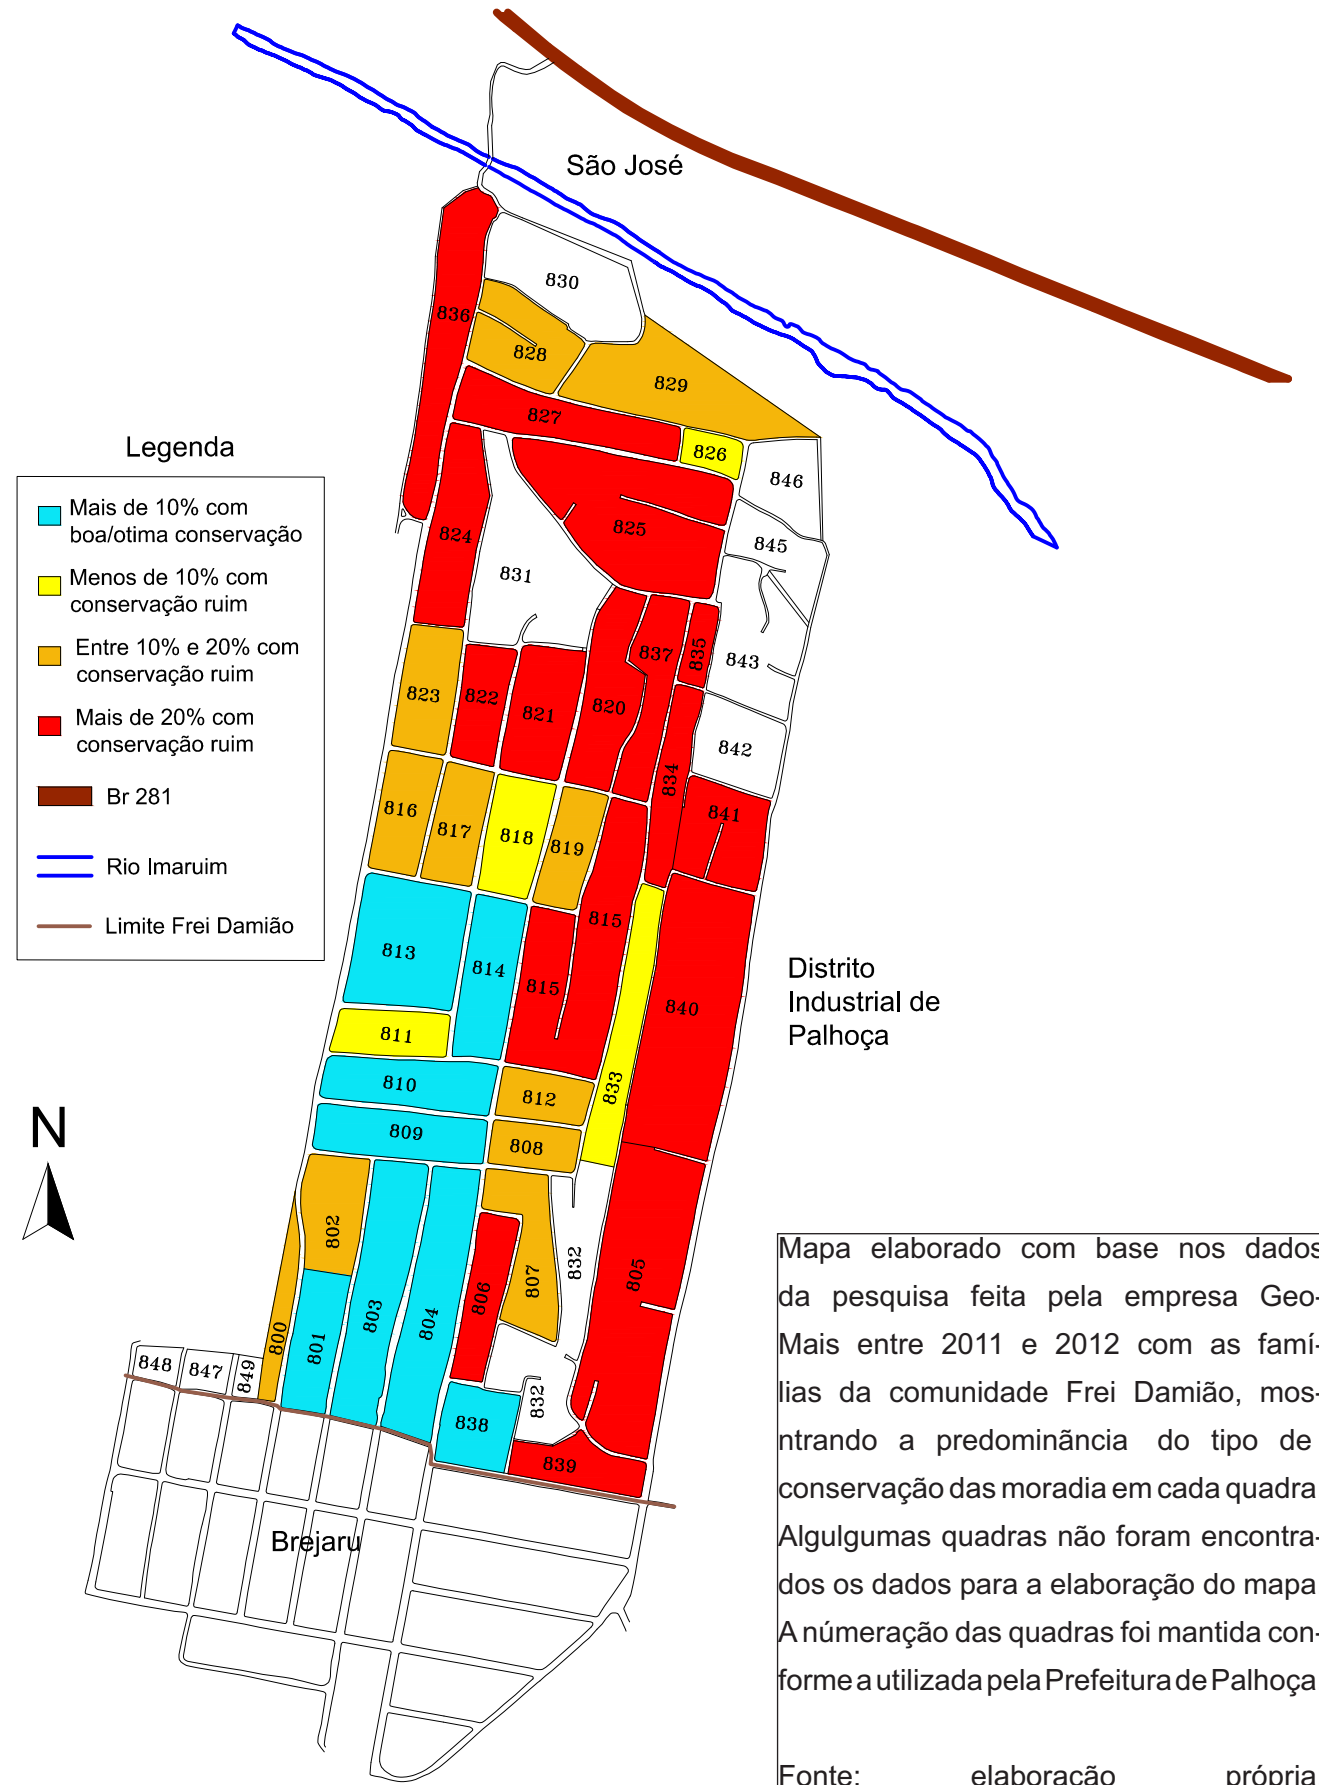 São José
830
836
828
829
827
826
846
825
824
845
831
837
835
843
823
822
821
820
842
834
816
817
818
819
841
815
813
814
815
840
811
810
812
833
809
808
802
832
807
805
806
803
804
800
801
848
847
849
838
832
839
Brejaru
Distrito
Industrial de
Palhoça
Legenda
Mais de 10% com
boa/otima conservação
Menos de 10% com
conservação ruim
Entre 10% e 20% com
conservação ruim
Mais de 20% com
conservação ruim
Br 281
Rio Imaruim
Limite Frei Damião
N
Mapa elaborado com base nos dados
da pesquisa feita pela empresa Geo-
Mais entre 2011 e 2012 com as famí-
lias da comunidade Frei Damião, mos-
ntrando a predominãncia do tipo de
conservação das moradia em cada quadra
Algulgumas quadras não foram encontra-
dos os dados para a elaboração do mapa
A númeração das quadras foi mantida con-
forme a utilizada pela Prefeitura de Palhoça
Fonte: elaboração própria